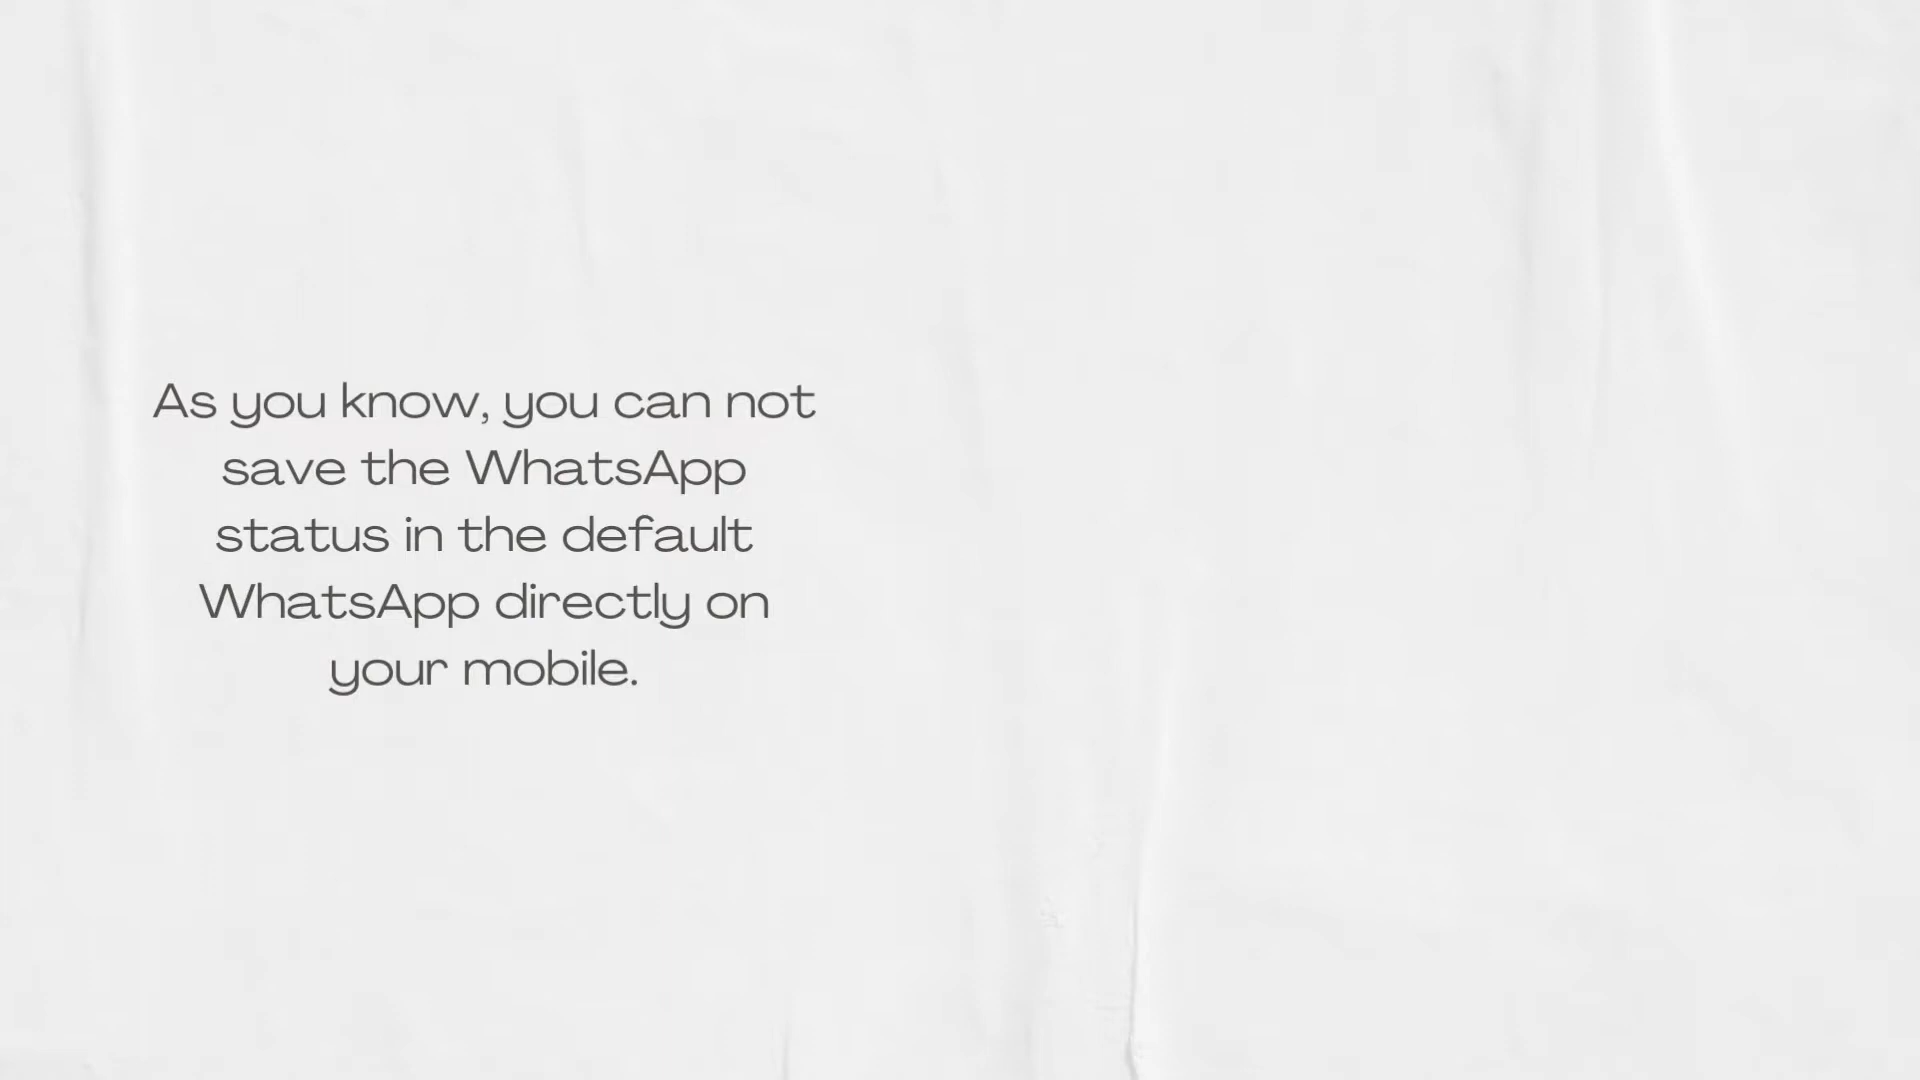 As you know, you can not
save the WhatsApp
status in the default
WhatsApp directly on
your mobile.